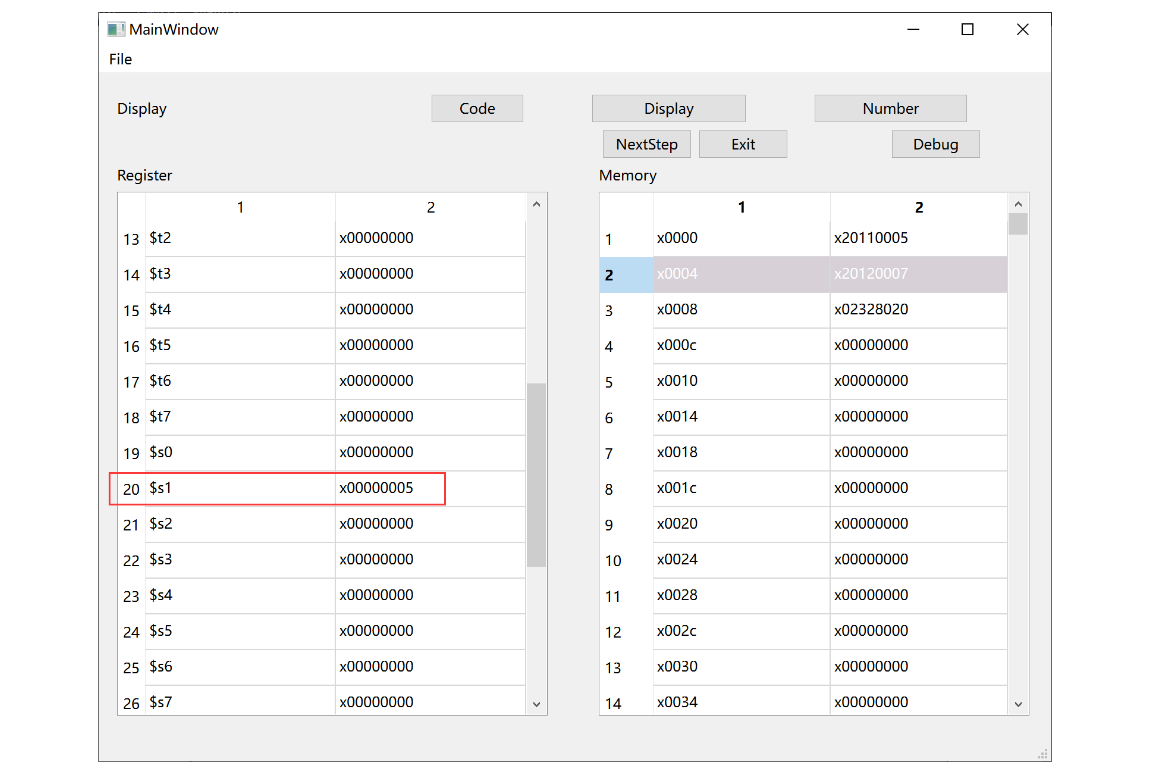 MainWindow
File
Display Code Display Number
NextStep Exit Debug
Register Memory
1 2
13 $t2 x00000000
14 $t3 x00000000
15 $t4 x00000000
16 $t5 x00000000
17 $t6 x00000000
18 $t7 x00000000
19 $s0 x00000000
20 $s1 x00000005
21 $s2 x00000000
22 $s3 x00000000
23 $s4 x00000000
24 $s5 x00000000
25 $s6 x00000000
26 $s7 x00000000
1 2
1 x0000 x20110005
2 x0004 x20120007
3 x0008 x02328020
4 x000c x00000000
5 x0010 x00000000
6 x0014 x00000000
7 x0018 x00000000
8 x001c x00000000
9 x0020 x00000000
10 x0024 x00000000
11 x0028 x00000000
12 x002c x00000000
13 x0030 x00000000
14 x0034 x00000000